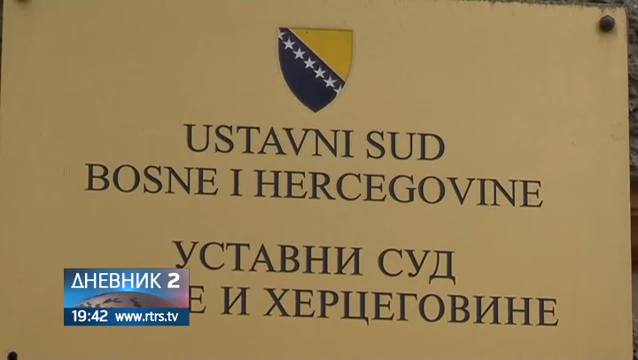 USTAVNI SUD
BOSNE I HERCEGOVINE
УСТАВНИ СУД
Е И ХЕРЦЕГОВИНЕ
ДНЕВНИК 2
19:42 www.rtrs.tv